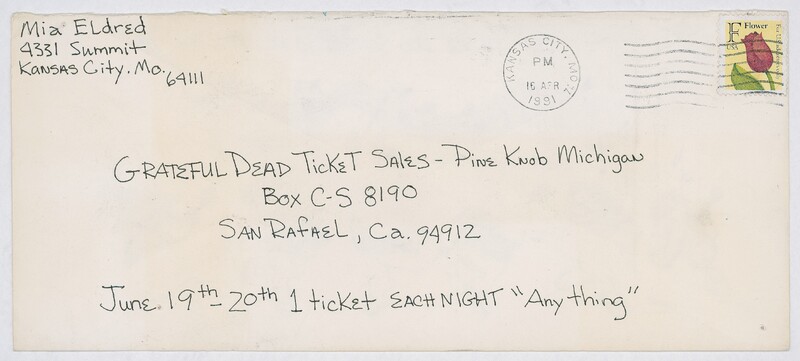 Mia Eldred
4331 Summit
Kansas City. Mo.
64111
KANSAS CITY, MO
PM
16 APR
1991
F Flower
USA
GRATEFUL DEAD TICKET SALES - PINE KNOB MICHIGAN
BOX C-S 8190
SAN RAFAEL, Ca. 94912
June 19th - 20th 1 ticket EACH NIGHT "Any thing"